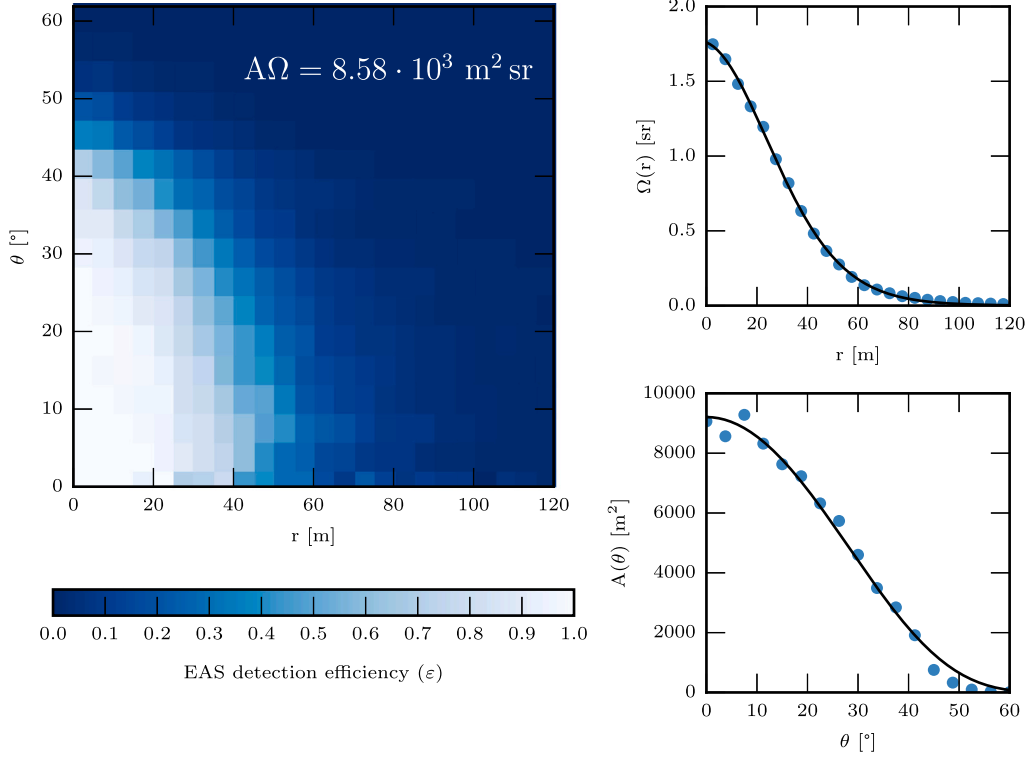 AΩ = 8.58 · 10³ m² sr
60
50
40
30
20
10
0
θ [°]
0 20 40 60 80 100 120
r [m]
0.0 0.1 0.2 0.3 0.4 0.5 0.6 0.7 0.8 0.9 1.0
EAS detection efficiency (ε)
2.0
1.5
1.0
0.5
0.0
Ω(r) [sr]
0 20 40 60 80 100 120
r [m]
10000
8000
6000
4000
2000
0
A(θ) [m²]
0 10 20 30 40 50 60
θ [°]